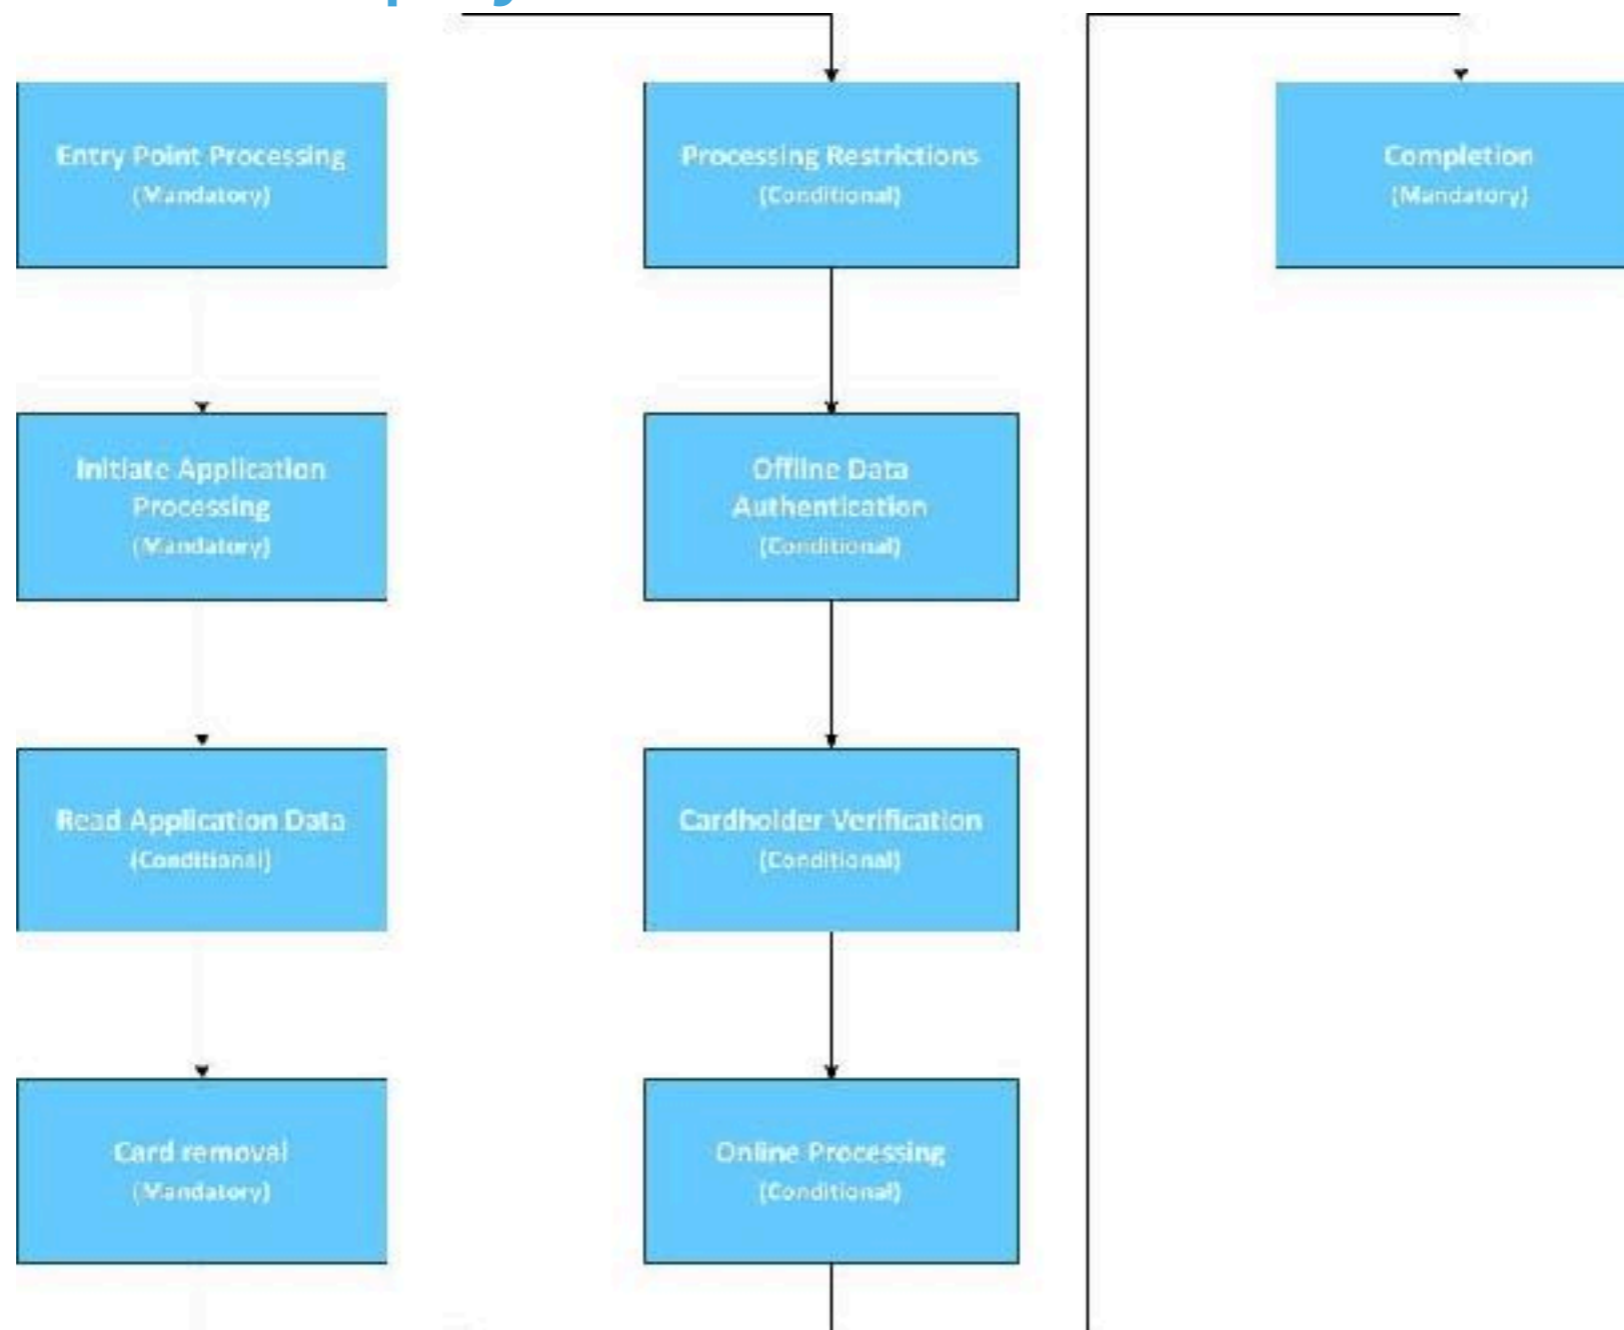 Entry Point Processing
(Mandatory)
Initiate Application
Processing
(Mandatory)
Read Application Data
(Conditional)
Card removal
(Mandatory)
Processing Restrictions
(Conditional)
Offline Data
Authentication
(Conditional)
Cardholder Verification
(Conditional)
Online Processing
(Conditional)
Completion
(Mandatory)